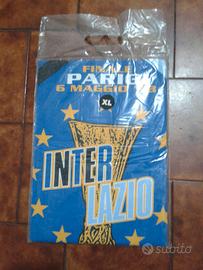 FINALE
PARIGI
6 MAGGIO
XL
INTER
LAZIO
subito